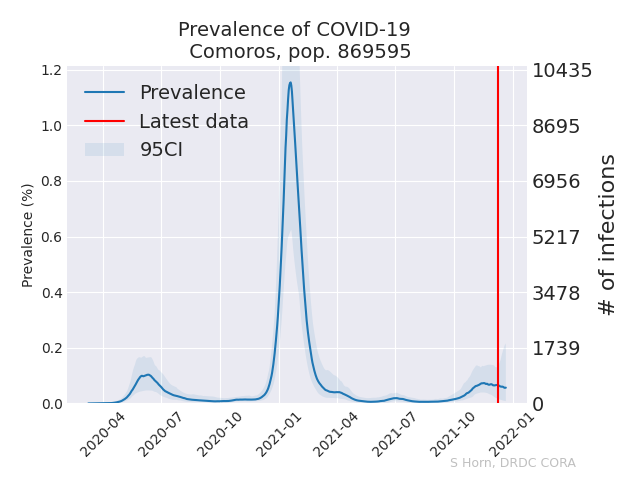 Prevalence of COVID-19
Comoros, pop. 869595
Prevalence
Latest data
95CI
Prevalence (%)
1.2
1.0
0.8
0.6
0.4
0.2
0.0
10435
8695
6956
5217
3478
1739
0
# of infections
2020-04
2020-07
2020-10
2021-01
2021-04
2021-07
2021-10
2022-01
S Horn, DRDC CORA